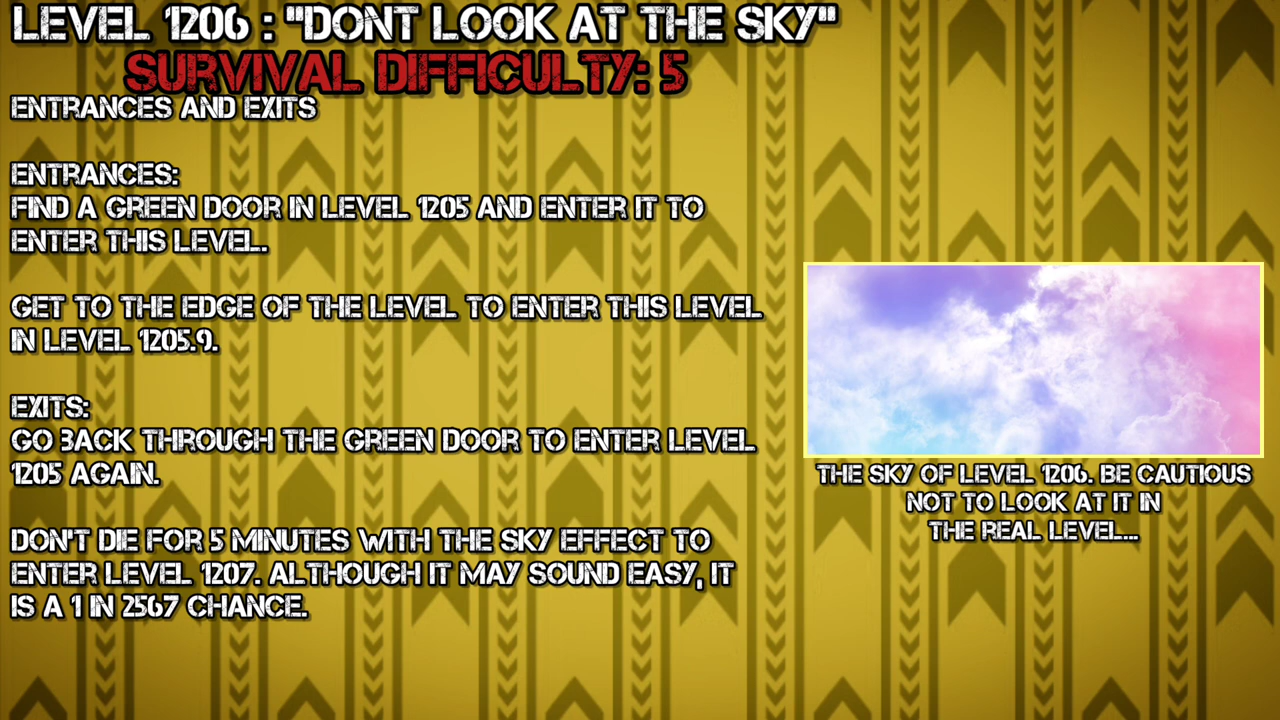 LEVEL 1206 : "DONT LOOK AT THE SKY"
SURVIVAL DIFFICULTY: 5
ENTRANCES AND EXITS
ENTRANCES:
FIND A GREEN DOOR IN LEVEL 1205 AND ENTER IT TO
ENTER THIS LEVEL.
GET TO THE EDGE OF THE LEVEL TO ENTER THIS LEVEL
IN LEVEL 1205.9.
EXITS:
GO BACK THROUGH THE GREEN DOOR TO ENTER LEVEL
1205 AGAIN.
DON'T DIE FOR 5 MINUTES WITH THE SKY EFFECT TO
ENTER LEVEL 1207. ALTHOUGH IT MAY SOUND EASY, IT
IS A 1 IN 2567 CHANCE.
THE SKY OF LEVEL 1206. BE CAUTIOUS
NOT TO LOOK AT IT IN
THE REAL LEVEL...